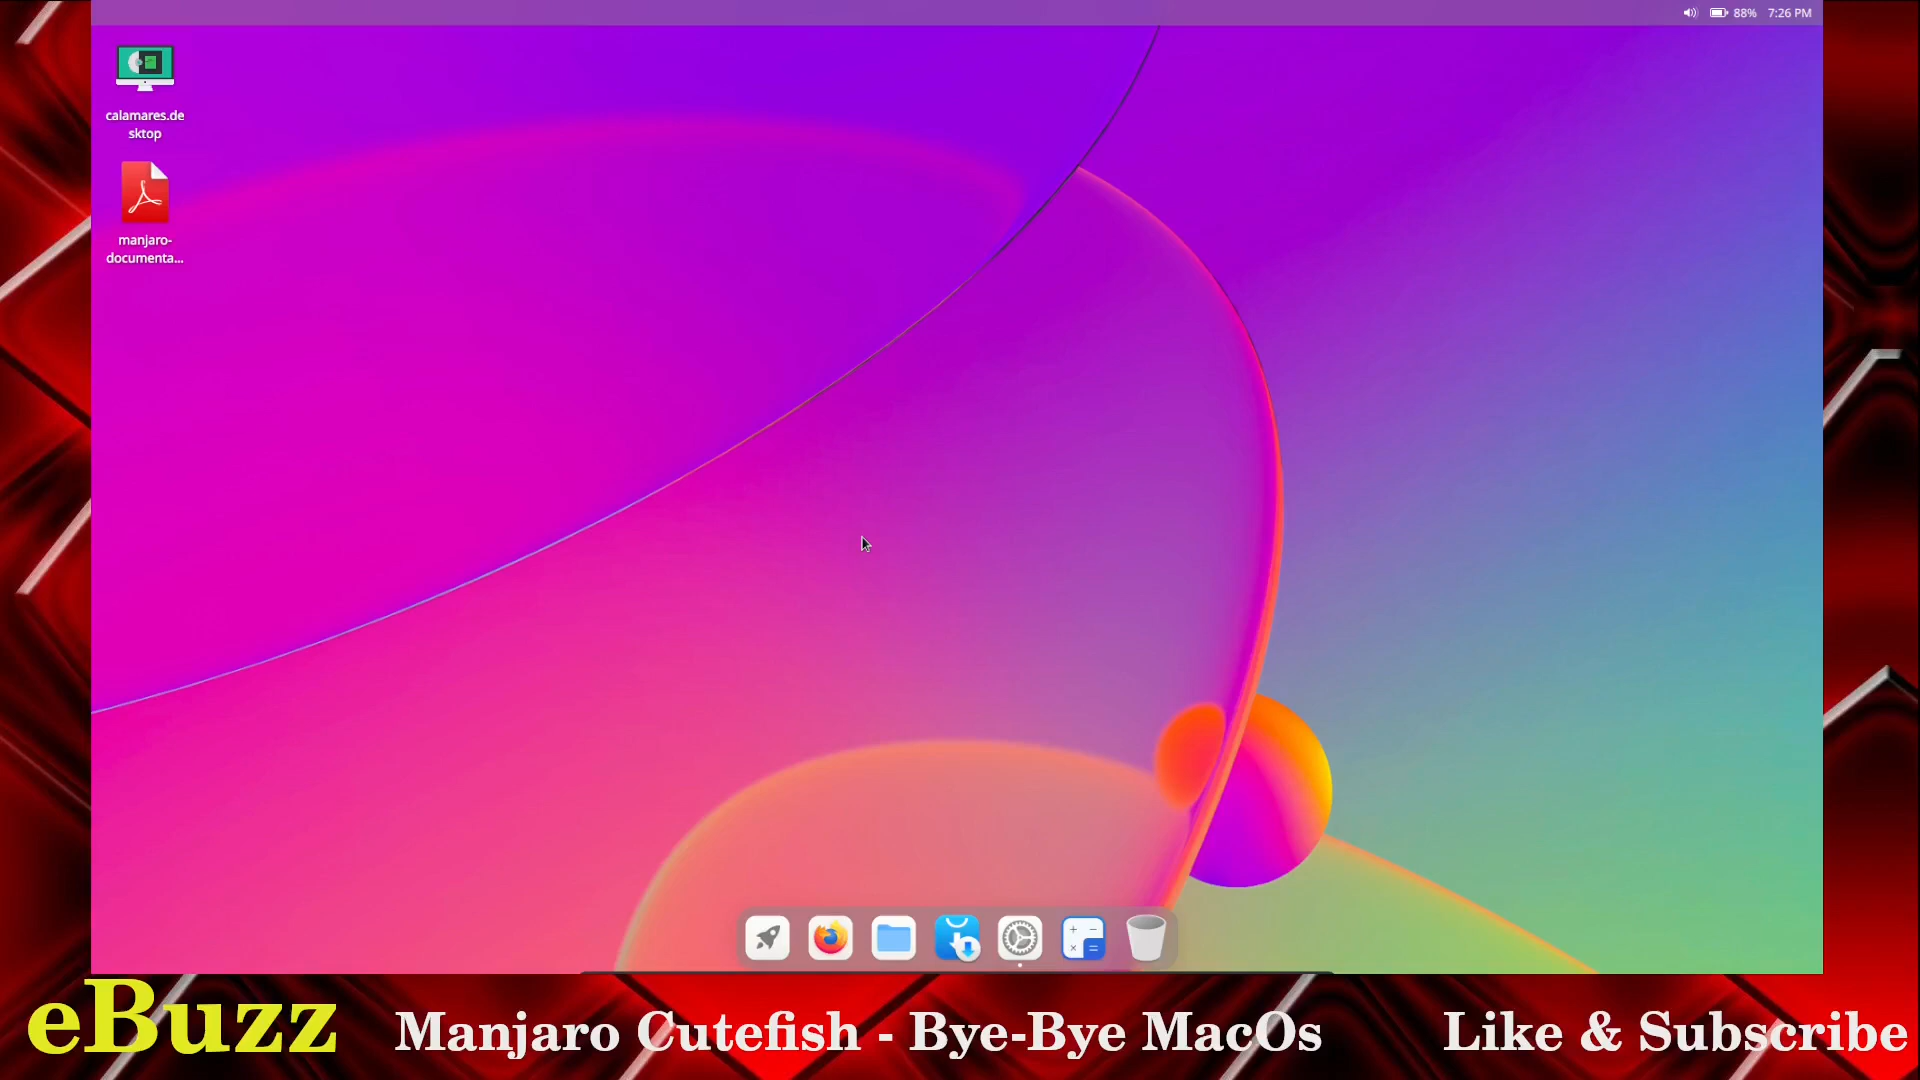 88% 7:26 PM
calamares.de
sktop
manjaro-
documenta...
eBuzz Manjaro Cutefish - Bye-Bye MacOs Like & Subscribe